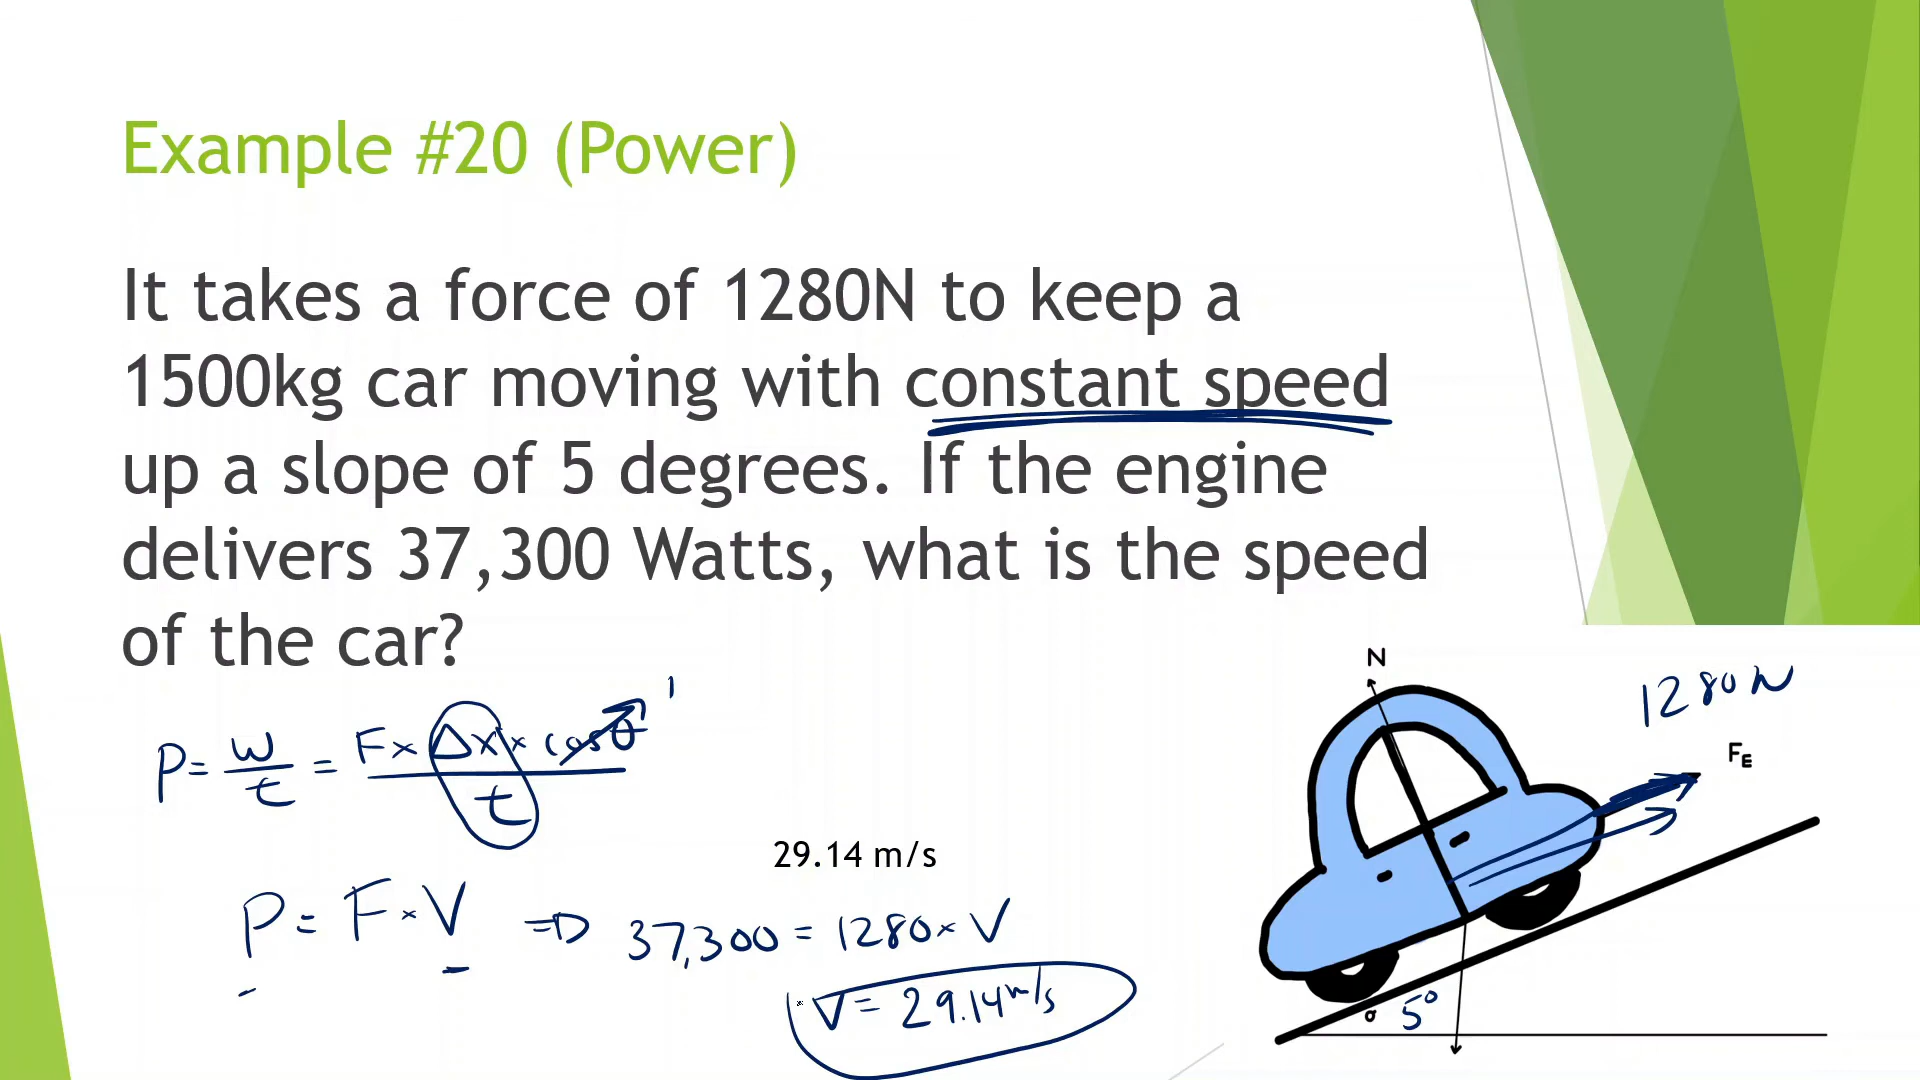 Example #20 (Power)
It takes a force of 1280N to keep a
1500kg car moving with constant speed
up a slope of 5 degrees. If the engine
delivers 37,300 Watts, what is the speed
of the car?
P = W/t = F × Δx × cosθ / t
1
29.14 m/s
P = F × V ⇒ 37,300 = 1280 × V
V = 29.14 m/s
N
1280 N
FE
σ 5°